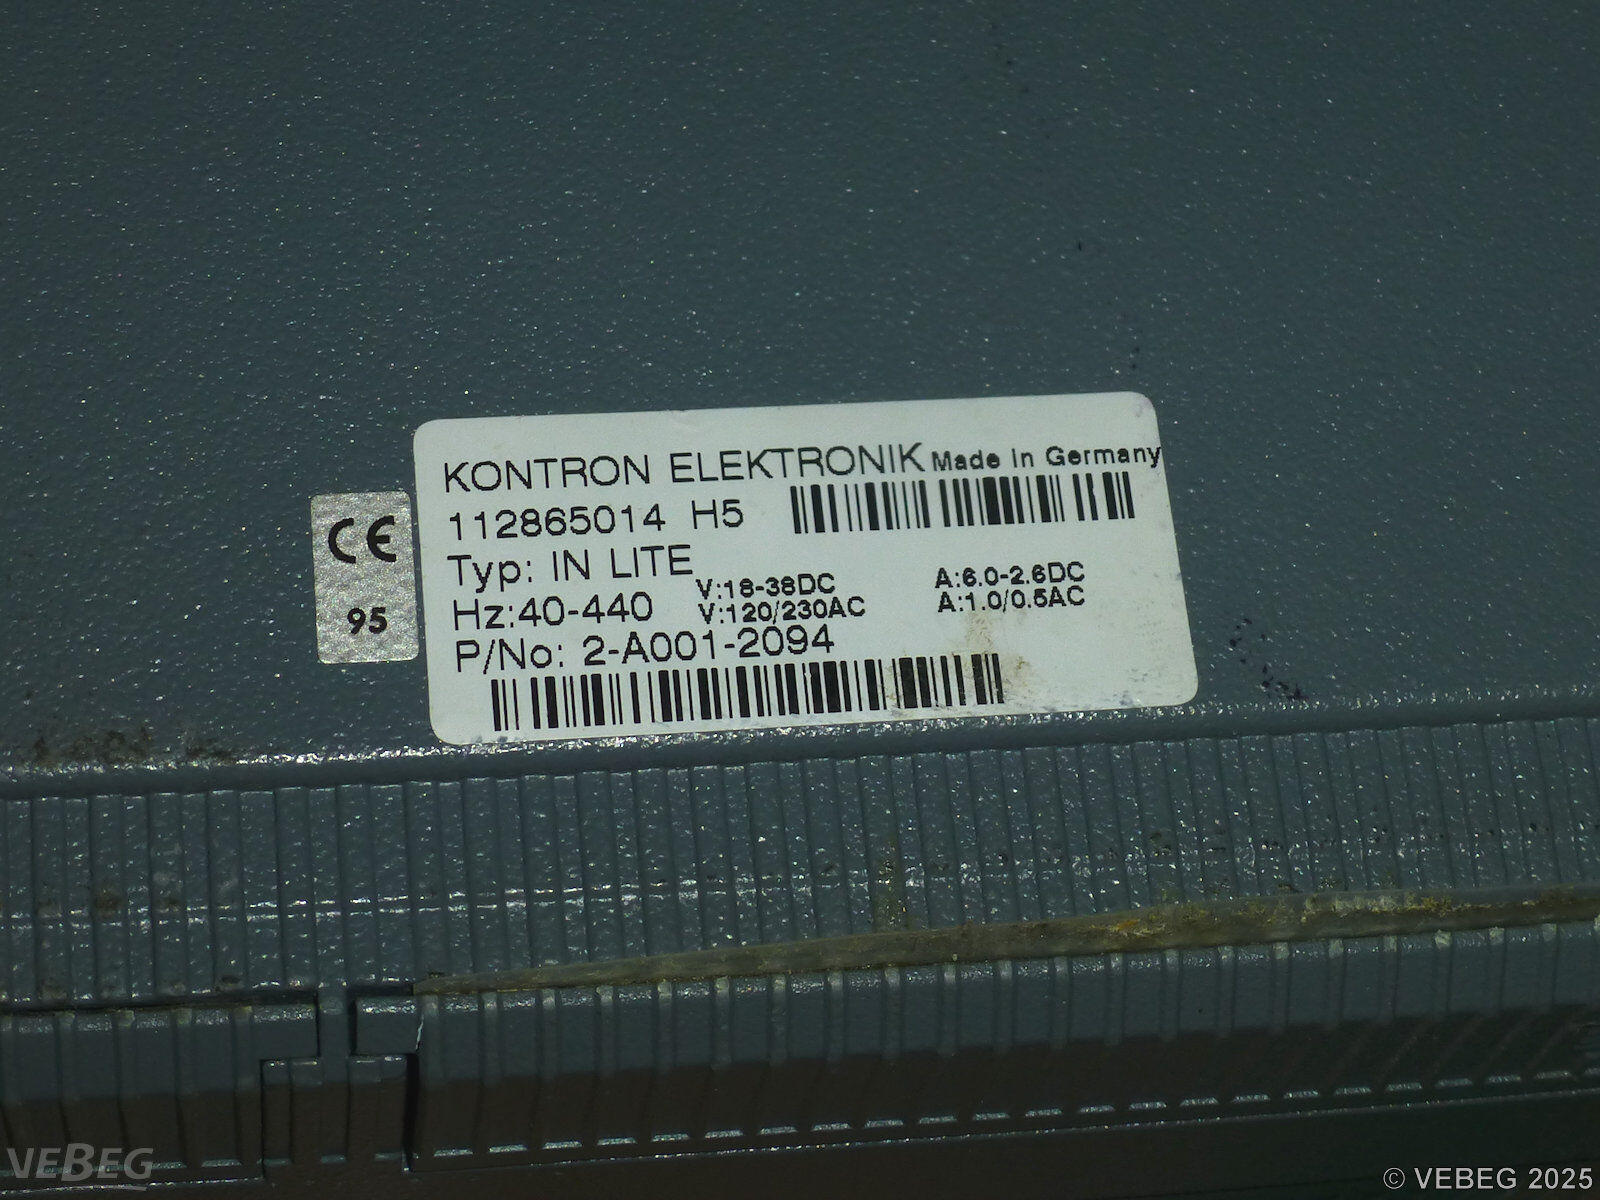 KONTRON ELEKTRONIK Made in Germany
112865014 H5
Typ: IN LITE
V:18-38DC A:6.0-2.6DC
Hz:40-440 V:120/230AC A:1.0/0.5AC
P/No: 2-A001-2094
CE
95
VEBEG
© VEBEG 2025